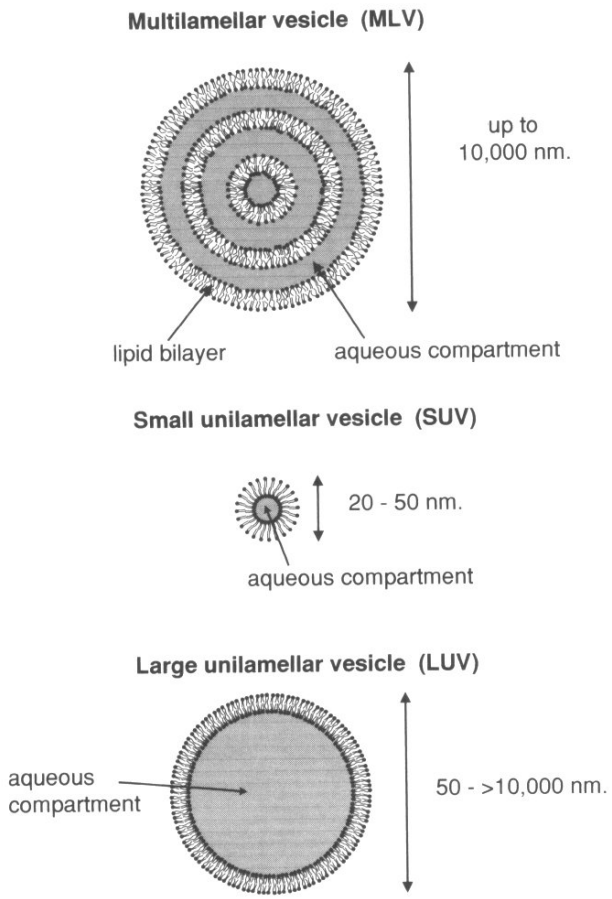 Multilamellar vesicle (MLV)
up to
10,000 nm.
lipid bilayer
aqueous compartment
Small unilamellar vesicle (SUV)
20 - 50 nm.
aqueous compartment
Large unilamellar vesicle (LUV)
aqueous
compartment
50 - >10,000 nm.